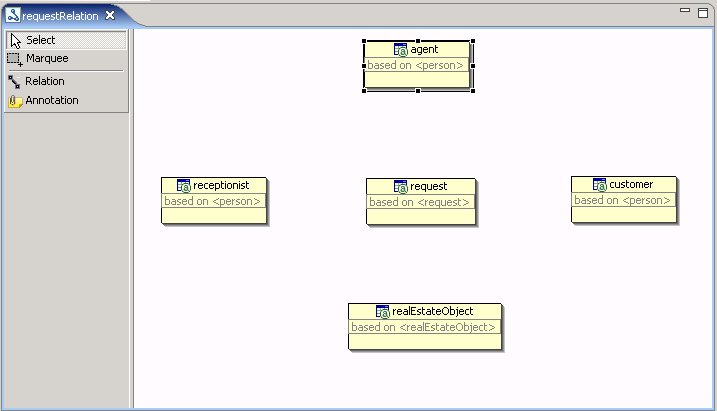 requestRelation
Select
Marquee
Relation
Annotation
agent
based on <person>
receptionist
based on <person>
request
based on <request>
customer
based on <person>
realEstateObject
based on <realEstateObject>